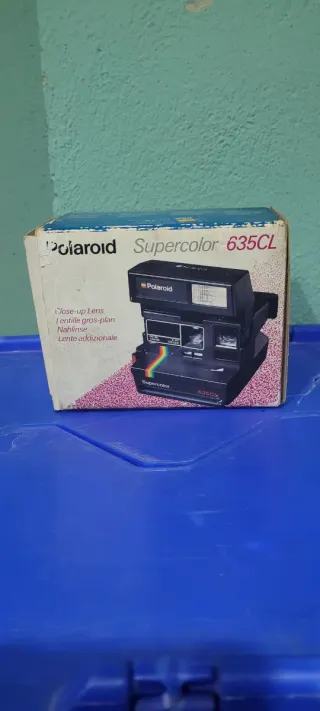 Polaroid Supercolor 635CL
Close-up Lens
Lentille gros-plan
Nahlinse
Lente addizionale
Polaroid
Supercolor
635CL